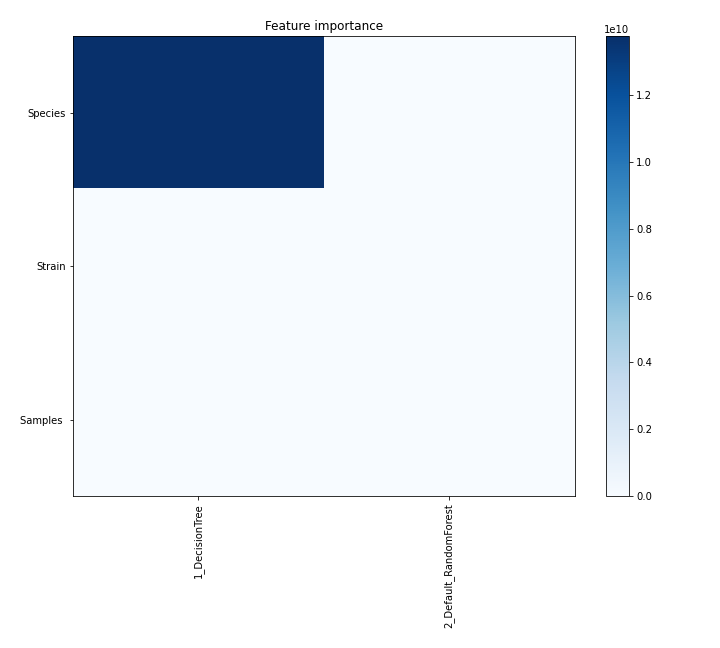 Feature importance
1e10
Species
Strain
Samples
1.2
1.0
0.8
0.6
0.4
0.2
0.0
1_DecisionTree
2_Default_RandomForest